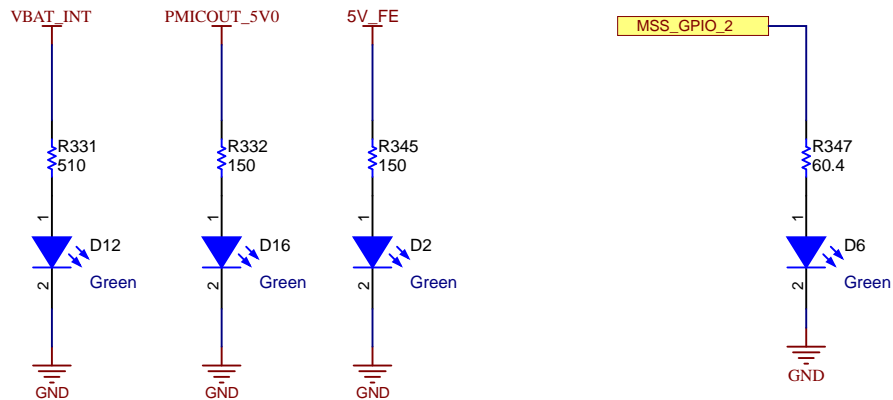 VBAT_INT
PMICOUT_5V0
5V_FE
MSS_GPIO_2
R331
510
R332
150
R345
150
R347
60.4
1
1
1
1
D12
D16
D2
D6
2
Green
2
Green
2
Green
2
Green
GND
GND
GND
GND